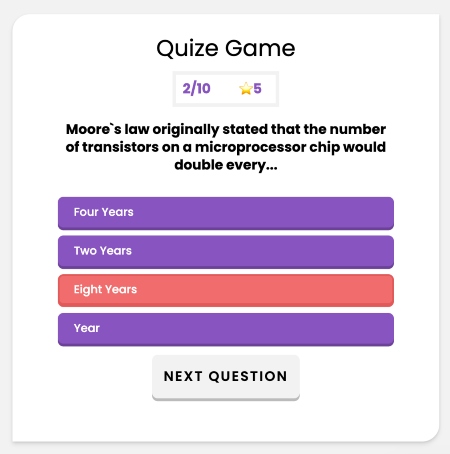 Quize Game
2/10 ⭐5
Moore`s law originally stated that the number
of transistors on a microprocessor chip would
double every...
Four Years
Two Years
Eight Years
Year
NEXT QUESTION